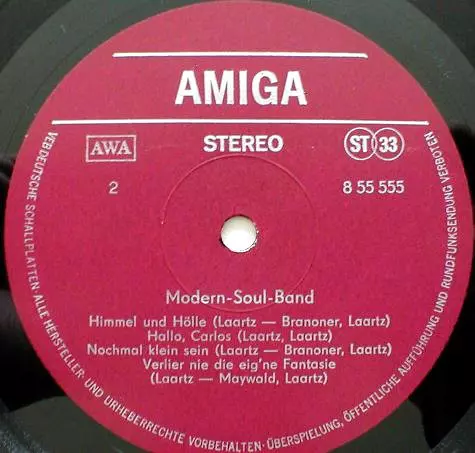 AMIGA
AWA
STEREO
ST 33
2
8 55 555
Modern-Soul-Band
Himmel und Hölle (Laartz — Branoner, Laartz)
Hallo, Carlos (Laartz, Laartz)
Nochmal klein sein (Laartz — Branoner, Laartz)
Verlier nie die eig'ne Fantasie
(Laartz — Maywald, Laartz)
VEB DEUTSCHE SCHALLPLATTEN · ALLE HERSTELLER- UND URHEBERRECHTE VORBEHALTEN · ÜBERSPIELUNG, ÖFFENTLICHE AUFFÜHRUNG UND RUNDFUNKSENDUNG VERBOTEN